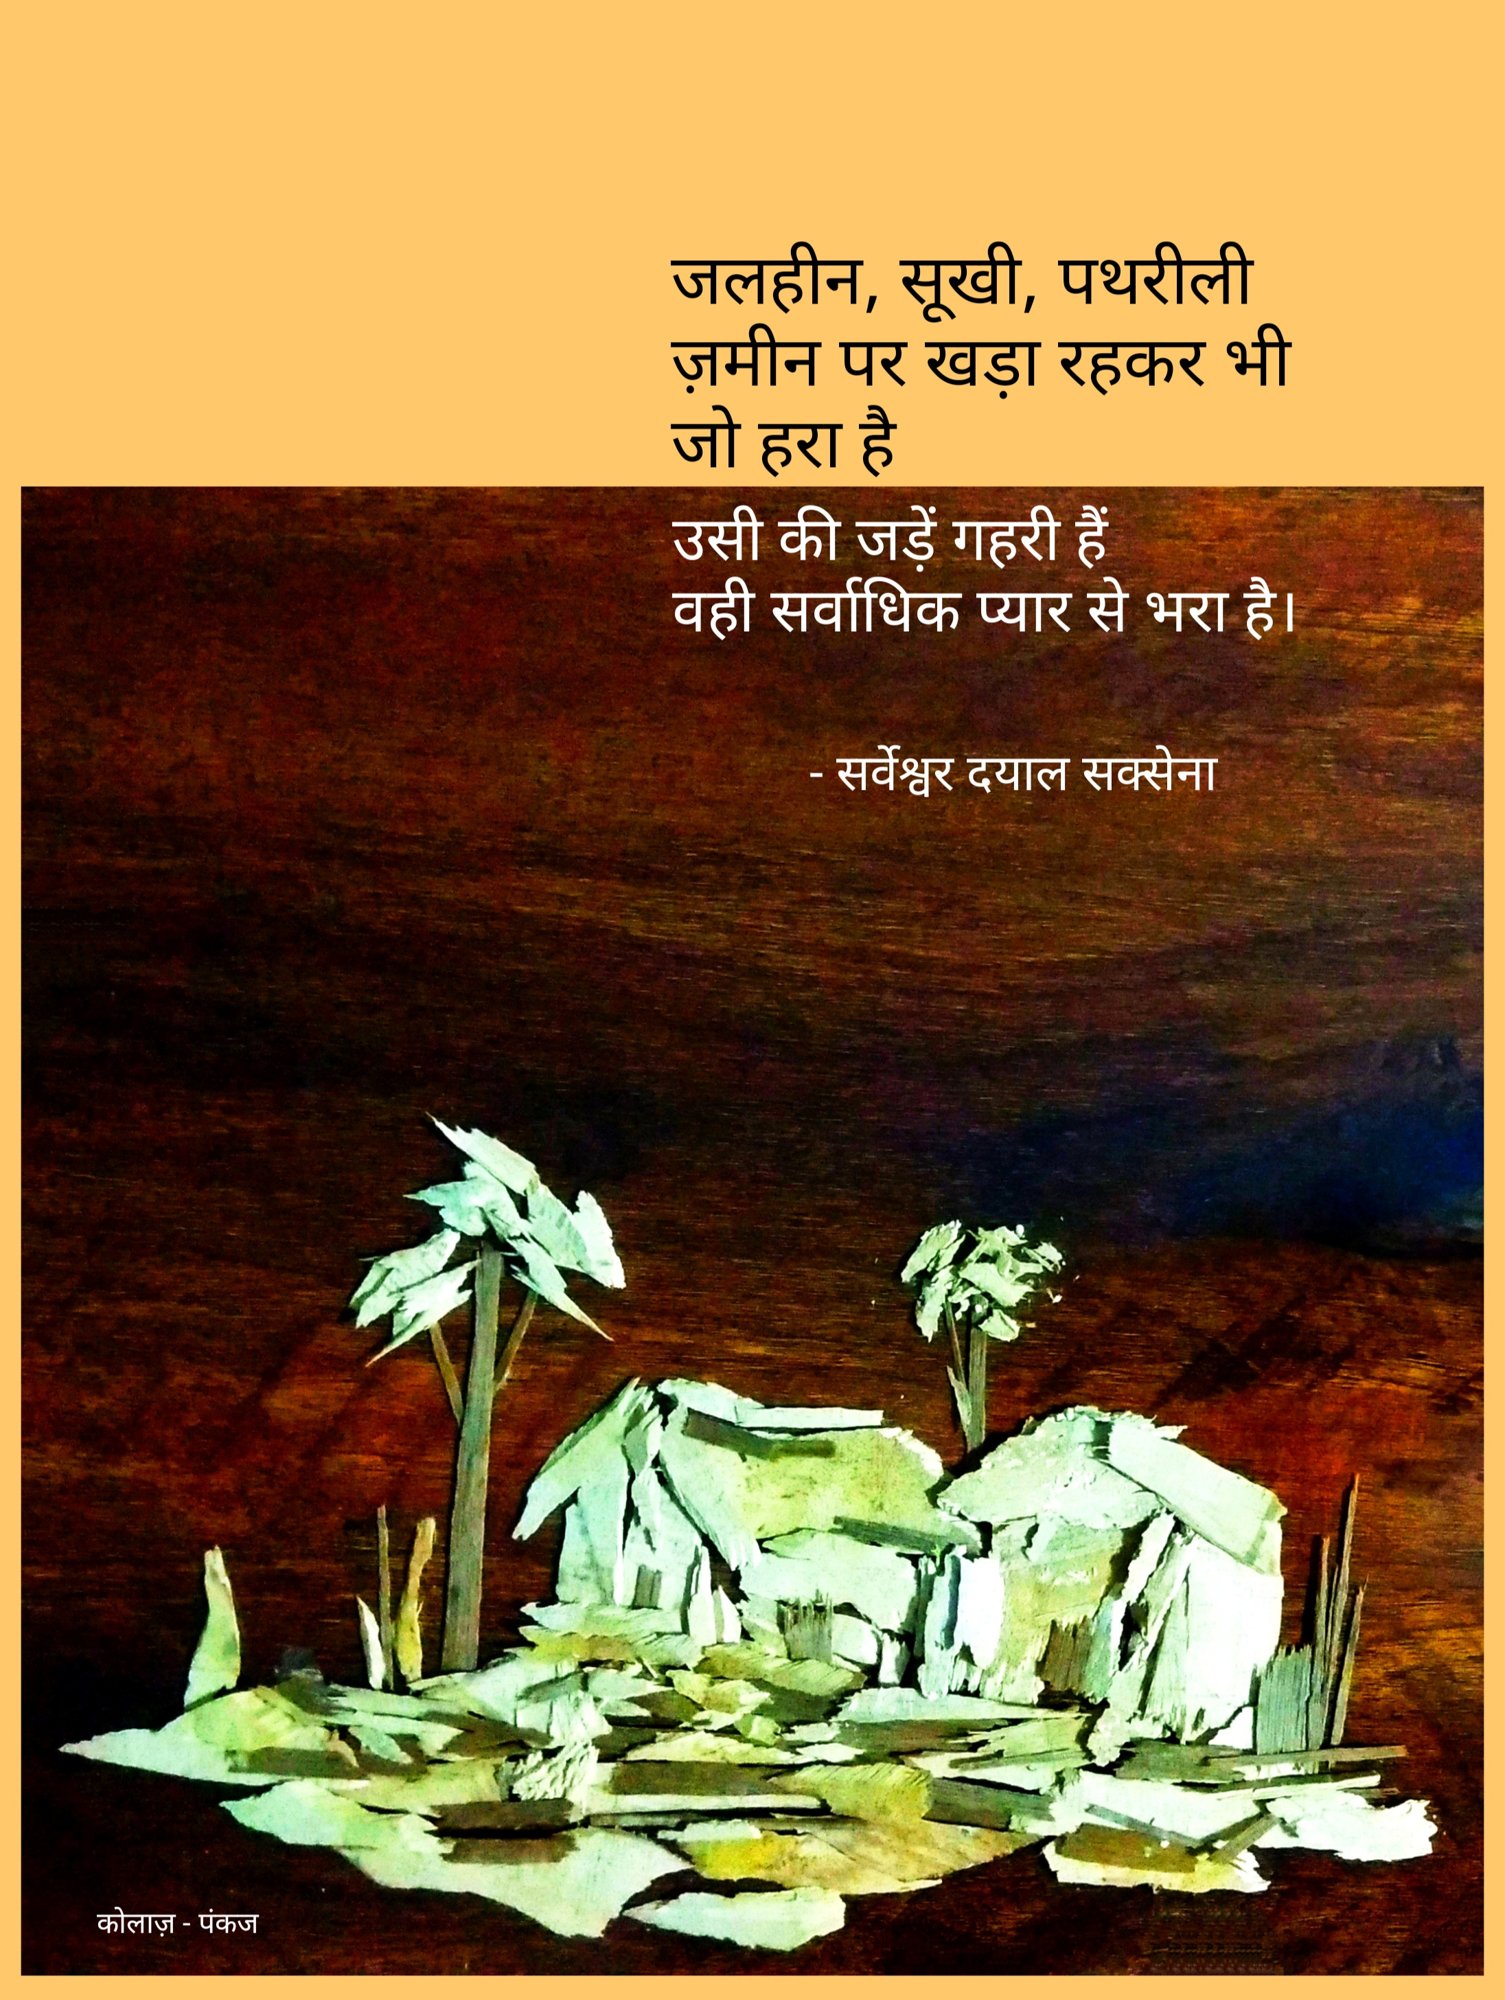 जलहीन, सूखी, पथरीली
ज़मीन पर खड़ा रहकर भी
जो हरा है
उसी की जड़ें गहरी हैं
वही सर्वाधिक प्यार से भरा है।
- सर्वेश्वर दयाल सक्सेना
कोलाज़ - पंकज